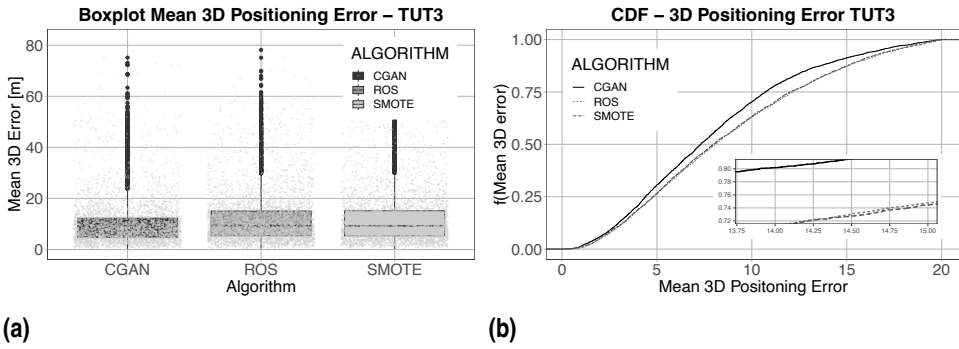 Boxplot Mean 3D Positioning Error – TUT3
Mean 3D Error [m]
80
60
40
20
0
ALGORITHM
CGAN
ROS
SMOTE
CGAN
ROS
SMOTE
Algorithm
(a)
CDF – 3D Positioning Error TUT3
f(Mean 3D error)
1.00
0.75
0.50
0.25
0.00
ALGORITHM
CGAN
ROS
SMOTE
0.80
0.78
0.76
0.74
0.72
13.75
14.00
14.25
14.50
14.75
15.00
0
5
10
15
20
Mean 3D Positoning Error
(b)